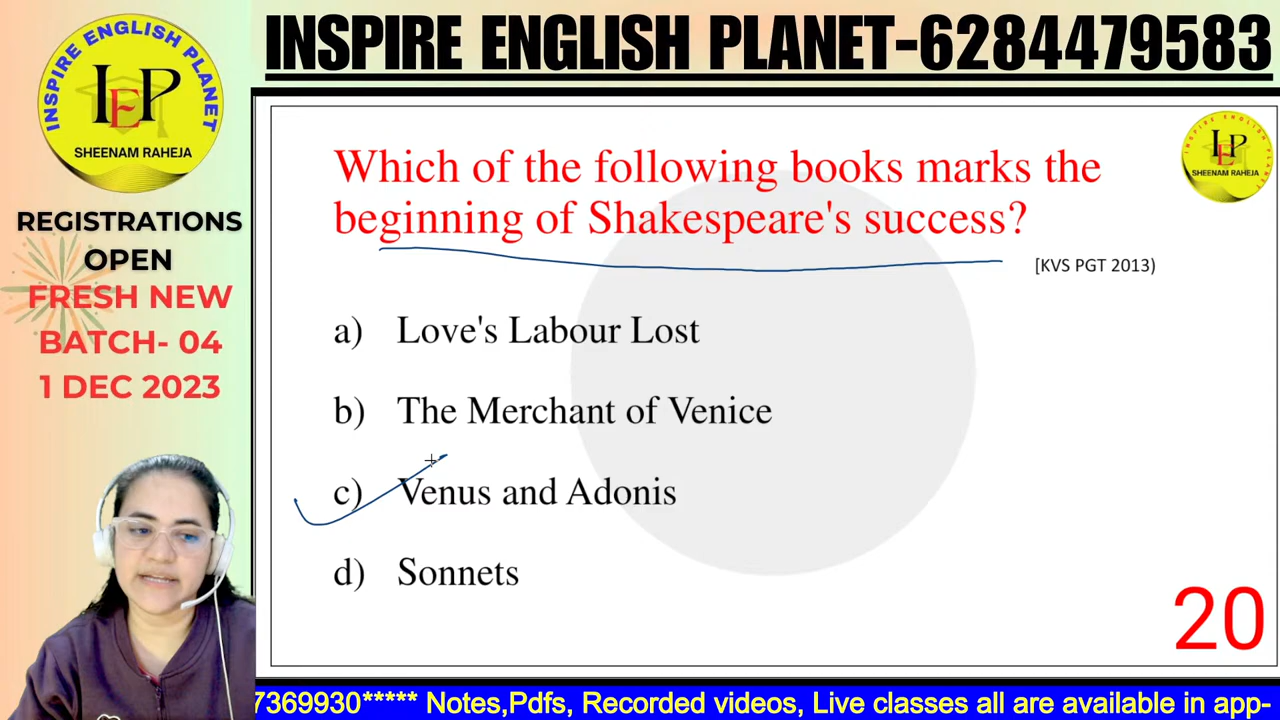 INSPIRE ENGLISH PLANET-6284479583
INSPIRE ENGLISH PLANET
IEP
SHEENAM RAHEJA
REGISTRATIONS
OPEN
FRESH NEW
BATCH- 04
1 DEC 2023
INSPIRE ENGLISH PLANET
IEP
SHEENAM RAHEJA
Which of the following books marks the
beginning of Shakespeare's success?
[KVS PGT 2013)
a) Love's Labour Lost
b) The Merchant of Venice
c) Venus and Adonis
d) Sonnets
20
7369930***** Notes,Pdfs, Recorded videos, Live classes all are available in app-